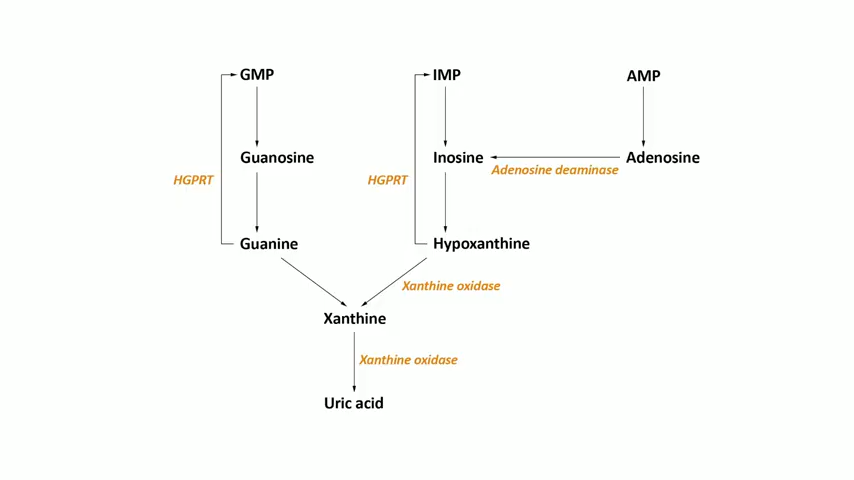 GMP
IMP
AMP
Guanosine
Inosine
Adenosine
Adenosine deaminase
HGPRT
HGPRT
Guanine
Hypoxanthine
Xanthine oxidase
Xanthine
Xanthine oxidase
Uric acid